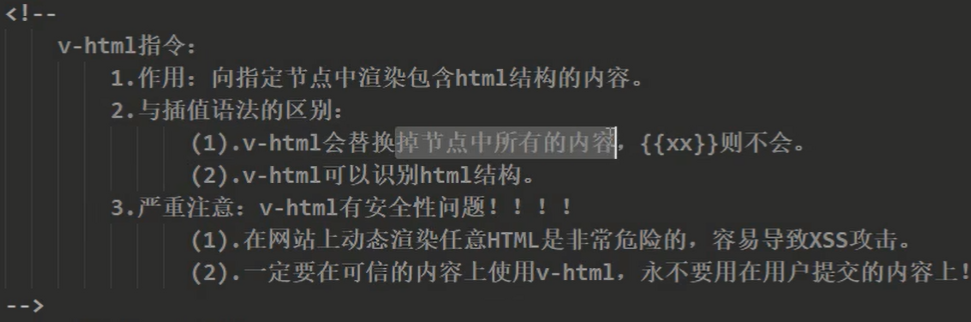 <!--
v-html指令：
1.作用：向指定节点中渲染包含html结构的内容。
2.与插值语法的区别：
(1).v-html会替换掉节点中所有的内容，{{xx}}则不会。
(2).v-html可以识别html结构。
3.严重注意：v-html有安全性问题！！！！
(1).在网站上动态渲染任意HTML是非常危险的，容易导致XSS攻击。
(2).一定要在可信的内容上使用v-html，永不要用在用户提交的内容上！
-->